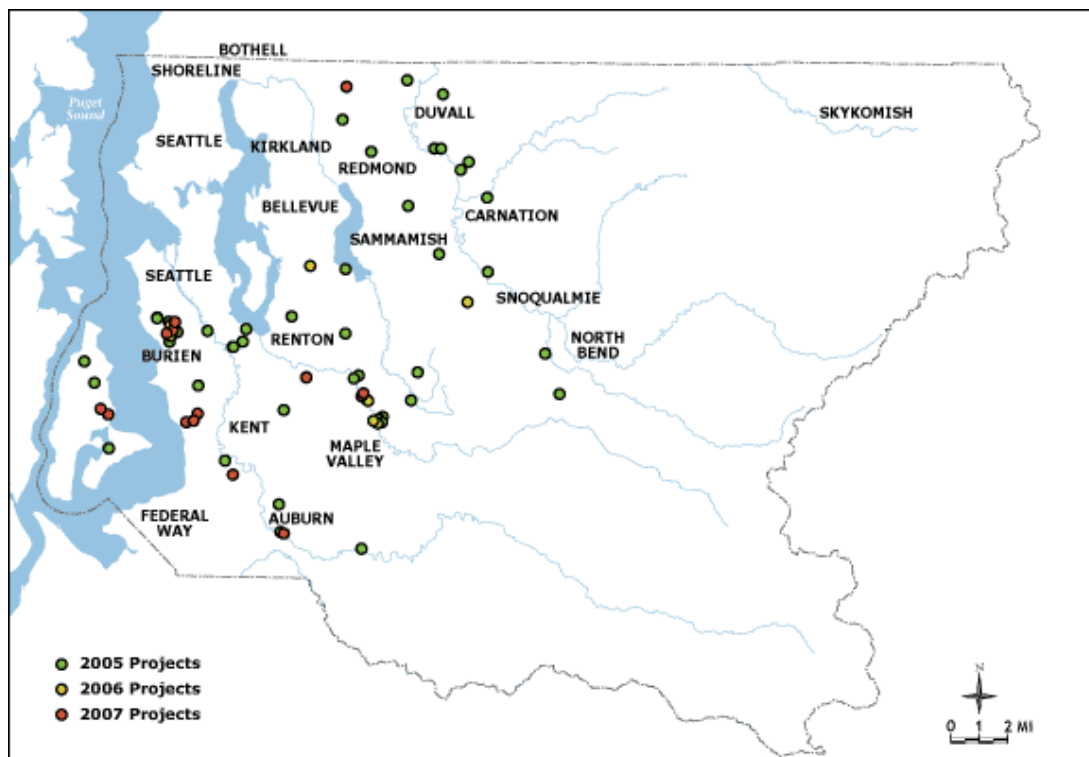 BOTHELL
SHORELINE
Puget
Sound
DUVALL
SKYKOMISH
SEATTLE
KIRKLAND
REDMOND
BELLEVUE
CARNATION
SAMMAMISH
SEATTLE
SNOQUALMIE
RENTON
NORTH
BEND
BURIEN
KENT
MAPLE
VALLEY
FEDERAL
WAY
AUBURN
2005 Projects
2006 Projects
2007 Projects
N
0 1 2 MI